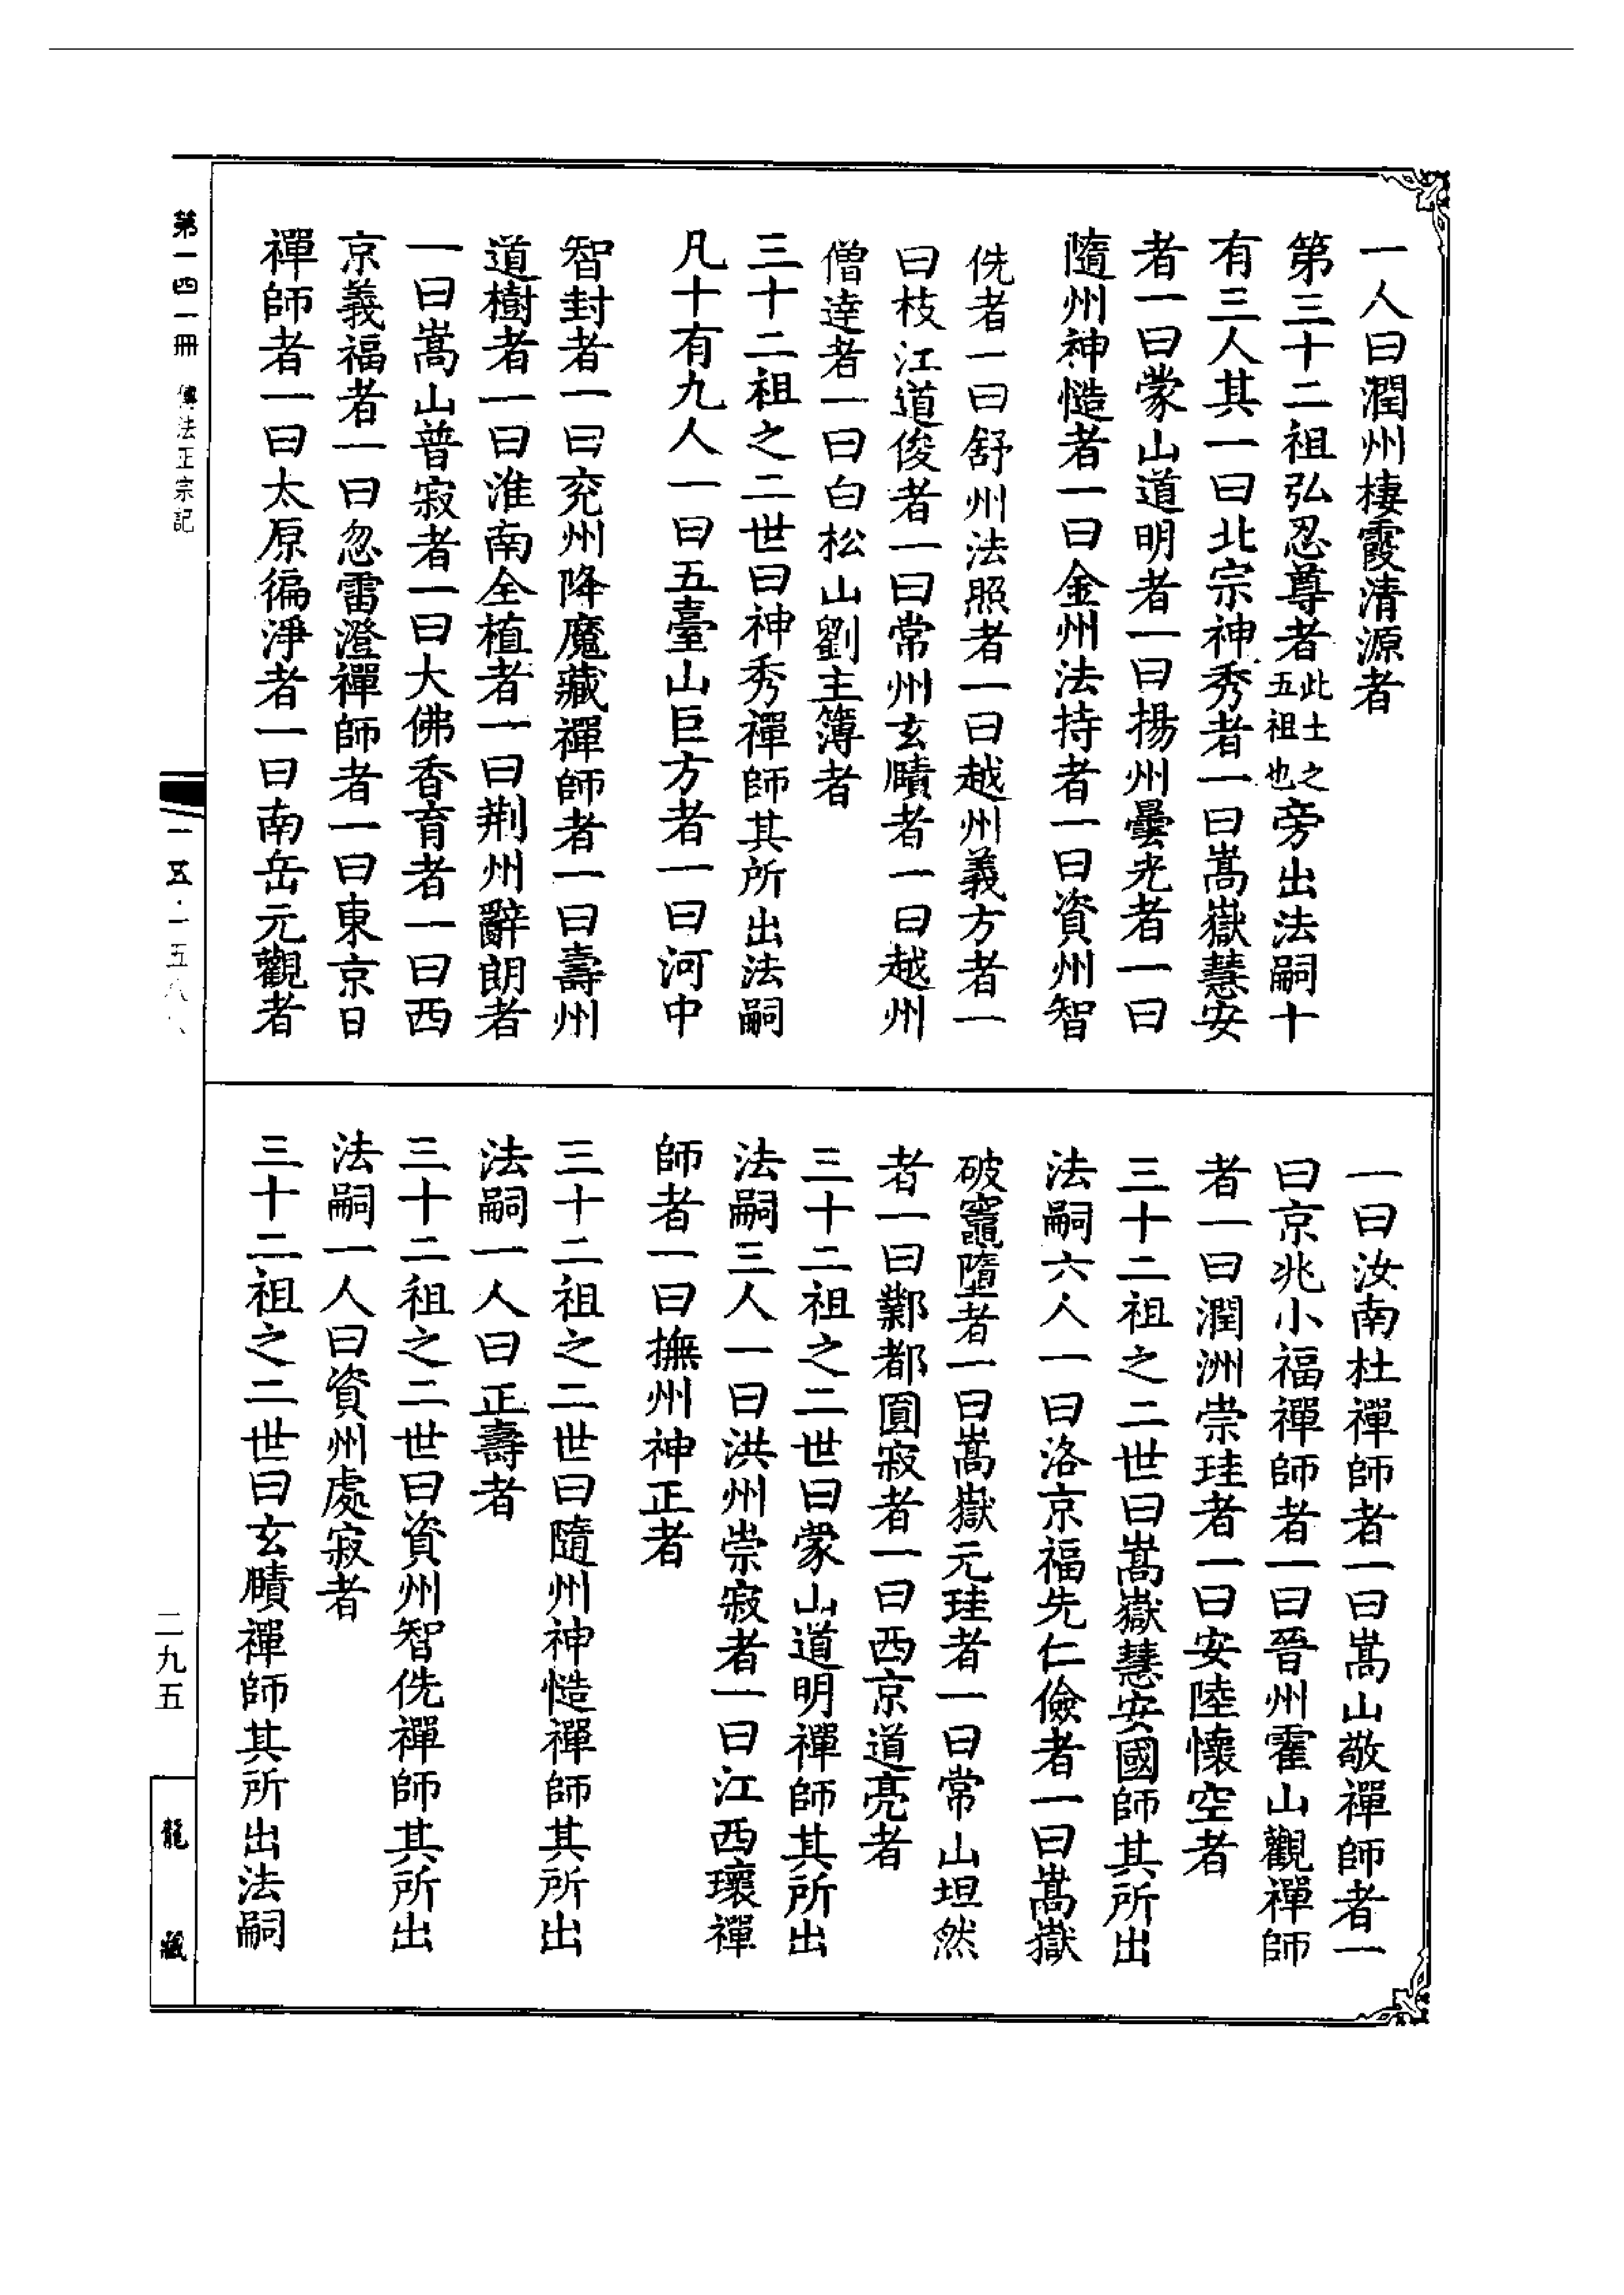 一人曰潤州棲霞清源者
第三十二祖弘忍尊者此土之五祖也旁出法嗣十
有三人其一曰北宗神秀者一曰嵩嶽慧安
者一曰蒙山道明者一曰揚州曇光者一曰
隨州神慥者一曰金州法持者一曰資州智
侁者一曰舒州法照者一曰越州義方者一
曰枝江道俊者一曰常州玄賾者一曰越州
僧達者一曰白松山劉主簿者
三十二祖之二世曰神秀禪師其所出法嗣
凡十有九人一曰五臺山巨方者一曰河中
智封者一曰兖州降魔藏禪師者一曰壽州
道樹者一曰淮南全植者一曰荆州辭朗者
一曰嵩山普寂者一曰大佛香育者一曰西
京義福者一曰忽雷澄禪師者一曰東京日
禪師者一曰太原徧淨者一曰南岳元觀者
一曰汝南杜禪師者一曰嵩山敬禪師者一
曰京兆小福禪師者一曰晉州霍山觀禪師
者一曰潤洲崇珪者一曰安陸懷空者
三十二祖之二世曰嵩嶽慧安國師其所出
法嗣六人一曰洛京福先仁儉者一曰嵩嶽
破竈墮者一曰嵩嶽元珪者一曰常山坦然
者一曰鄴都圓寂者一曰西京道亮者
三十二祖之二世曰蒙山道明禪師其所出
法嗣三人一曰洪州崇寂者一曰江西瓌禪
師者一曰撫州神正者
三十二祖之二世曰隨州神慥禪師其所出
法嗣一人曰正壽者
三十二祖之二世曰資州智侁禪師其所出
法嗣一人曰資州處寂者
三十二祖之二世曰玄賾禪師其所出法嗣
第一四一冊 傳法正宗記
二九五
龍藏